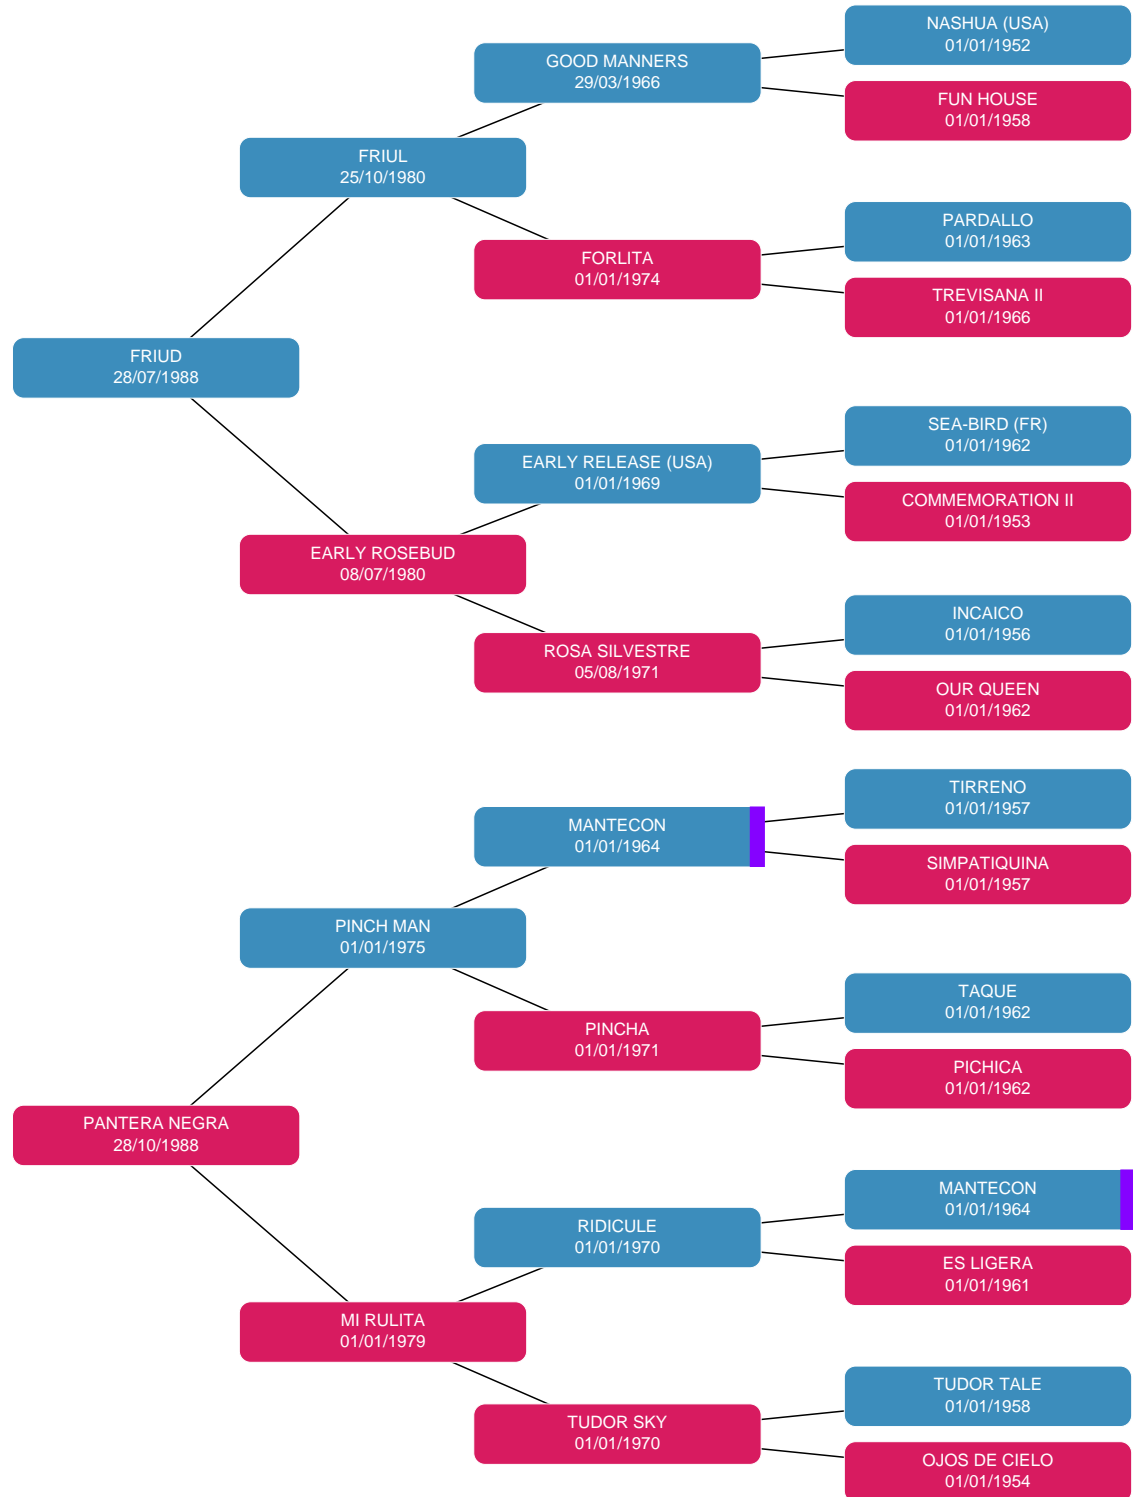 NASHUA (USA)
01/01/1952
GOOD MANNERS
29/03/1966
FUN HOUSE
01/01/1958
FRIUL
25/10/1980
PARDALLO
01/01/1963
FORLITA
01/01/1974
TREVISANA II
01/01/1966
FRIUD
28/07/1988
SEA-BIRD (FR)
01/01/1962
EARLY RELEASE (USA)
01/01/1969
COMMEMORATION II
01/01/1953
EARLY ROSEBUD
08/07/1980
INCAICO
01/01/1956
ROSA SILVESTRE
05/08/1971
OUR QUEEN
01/01/1962
TIRRENO
01/01/1957
MANTECON
01/01/1964
SIMPATIQUINA
01/01/1957
PINCH MAN
01/01/1975
TAQUE
01/01/1962
PINCHA
01/01/1971
PICHICA
01/01/1962
PANTERA NEGRA
28/10/1988
MANTECON
01/01/1964
RIDICULE
01/01/1970
ES LIGERA
01/01/1961
MI RULITA
01/01/1979
TUDOR TALE
01/01/1958
TUDOR SKY
01/01/1970
OJOS DE CIELO
01/01/1954